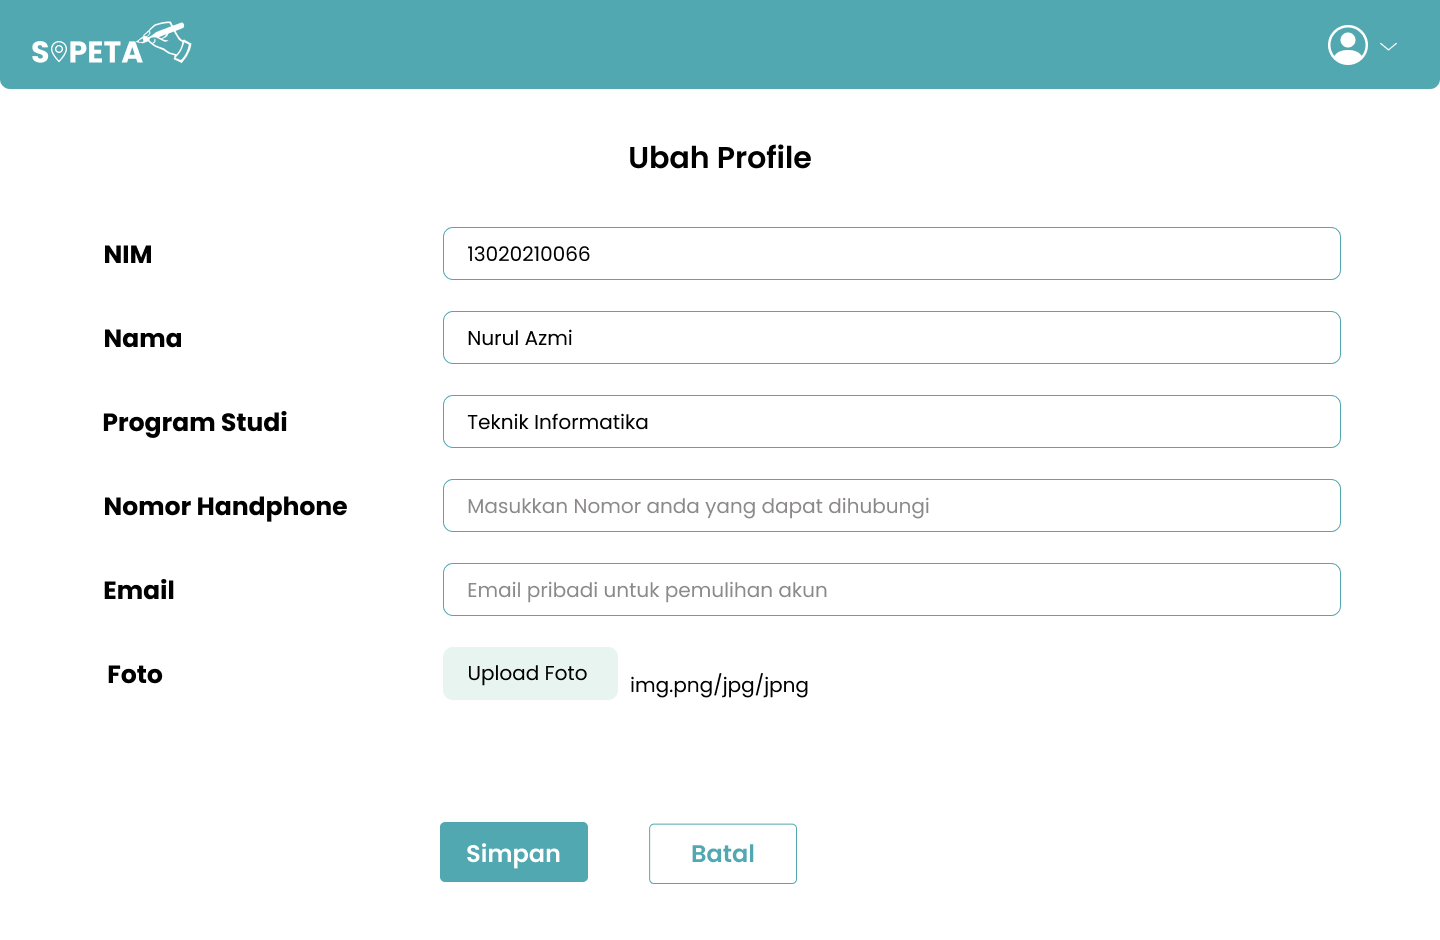 SOPETA
Ubah Profile
NIM
13020210066
Nama
Nurul Azmi
Program Studi
Teknik Informatika
Nomor Handphone
Masukkan Nomor anda yang dapat dihubungi
Email
Email pribadi untuk pemulihan akun
Foto
Upload Foto
img.png/jpg/jpng
Simpan
Batal